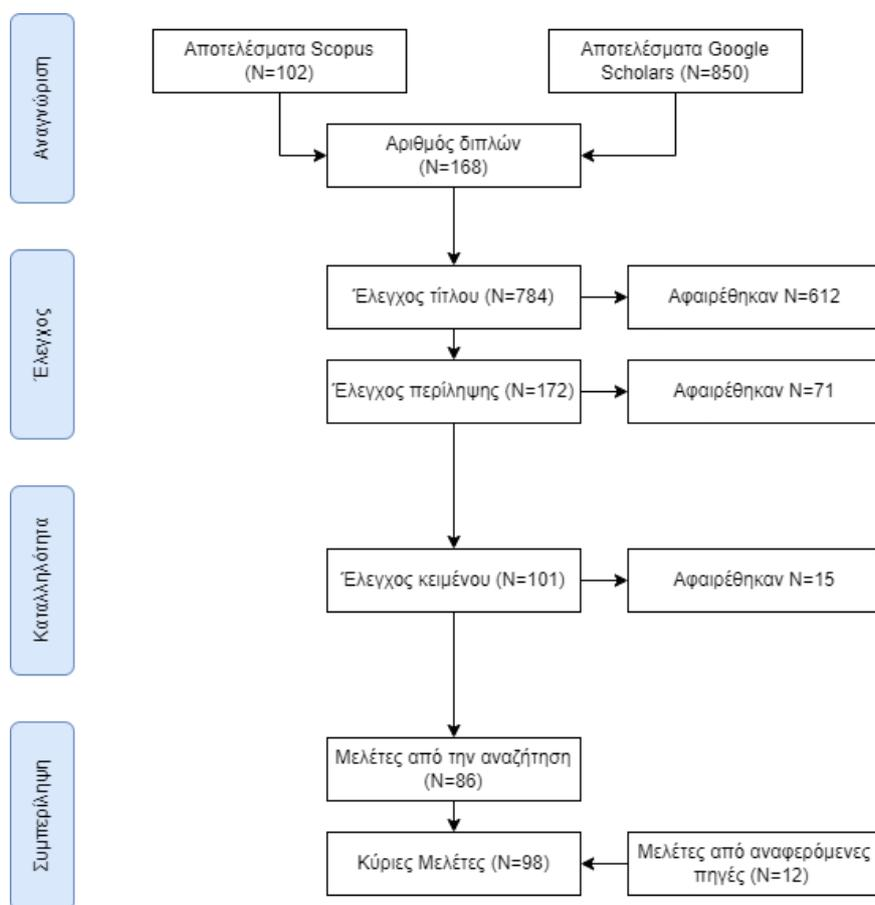 Αναγνώριση
Αποτελέσματα Scopus
(N=102)
Αποτελέσματα Google
Scholars (N=850)
Αριθμός διπλών
(N=168)
Έλεγχος
Έλεγχος τίτλου (N=784)
Αφαιρέθηκαν N=612
Έλεγχος περίληψης (N=172)
Αφαιρέθηκαν N=71
Καταλληλότητα
Έλεγχος κειμένου (N=101)
Αφαιρέθηκαν N=15
Συμπερίληψη
Μελέτες από την αναζήτηση
(N=86)
Κύριες Μελέτες (N=98)
Μελέτες από αναφερόμενες
πηγές (N=12)